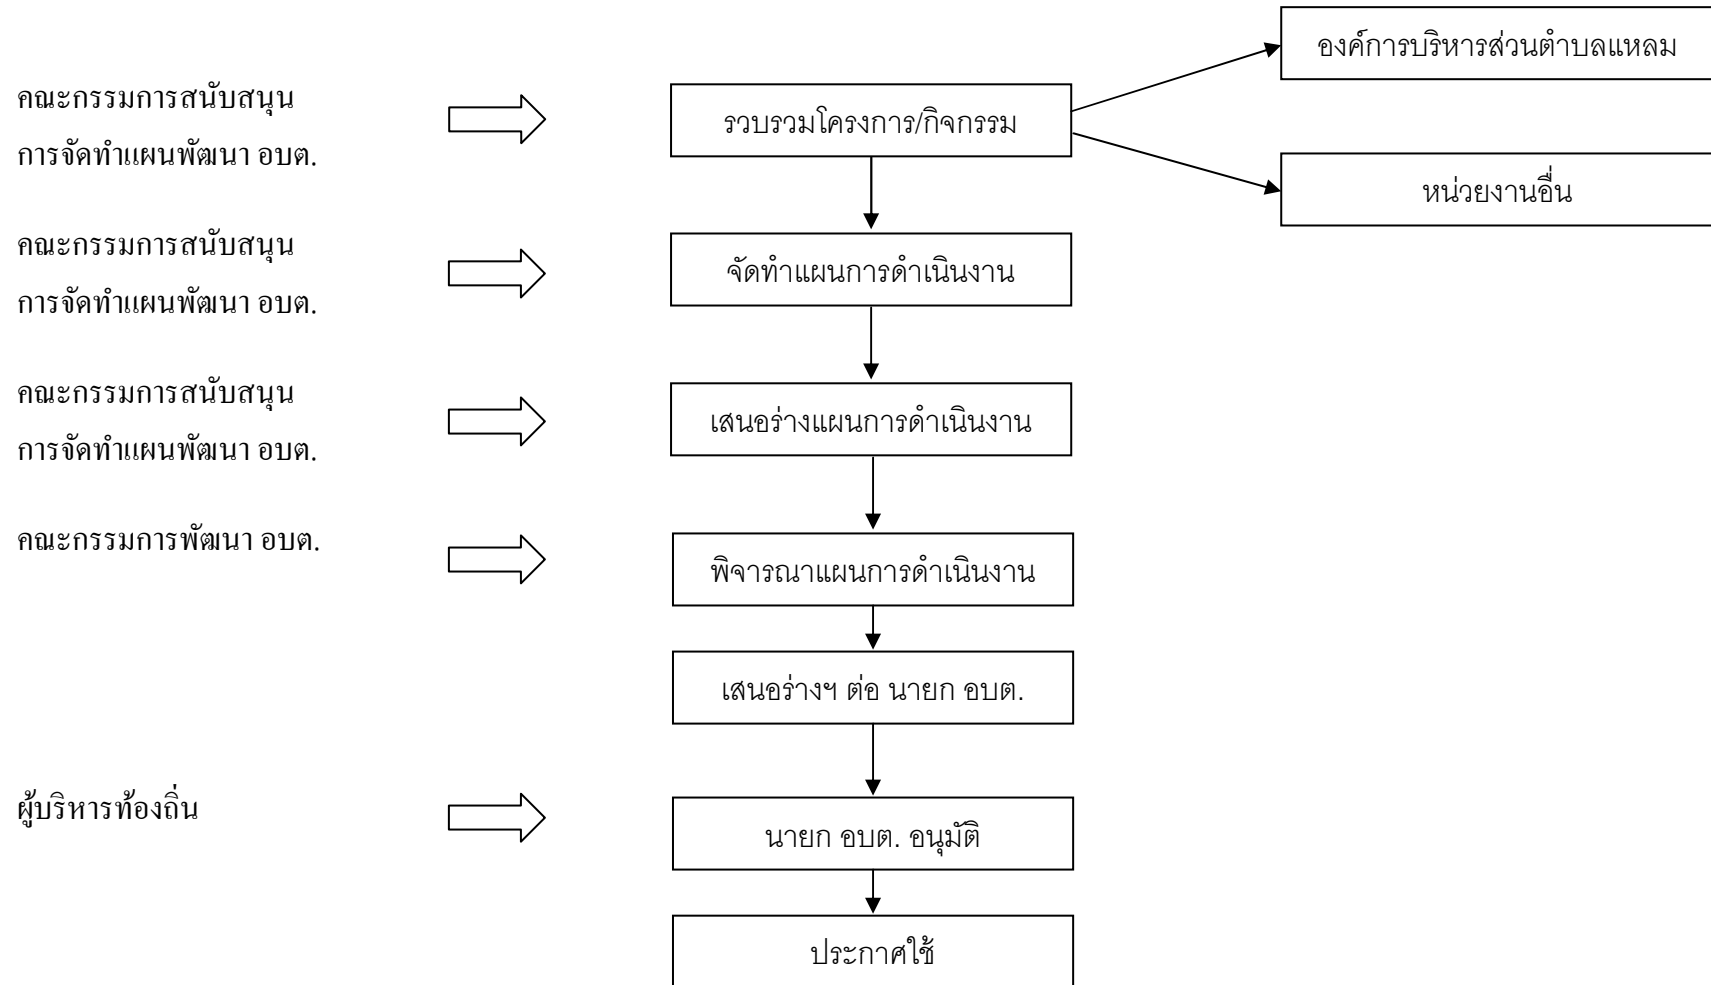 องค์การบริหารส่วนตำบลแหลม
คณะกรรมการสนับสนุน
การจัดทำแผนพัฒนา อบต.
รวบรวมโครงการ/กิจกรรม
หน่วยงานอื่น
คณะกรรมการสนับสนุน
การจัดทำแผนพัฒนา อบต.
จัดทำแผนการดำเนินงาน
คณะกรรมการสนับสนุน
การจัดทำแผนพัฒนา อบต.
เสนอร่างแผนการดำเนินงาน
คณะกรรมการพัฒนา อบต.
พิจารณาแผนการดำเนินงาน
เสนอร่างฯ ต่อ นายก อบต.
ผู้บริหารท้องถิ่น
นายก อบต. อนุมัติ
ประกาศใช้